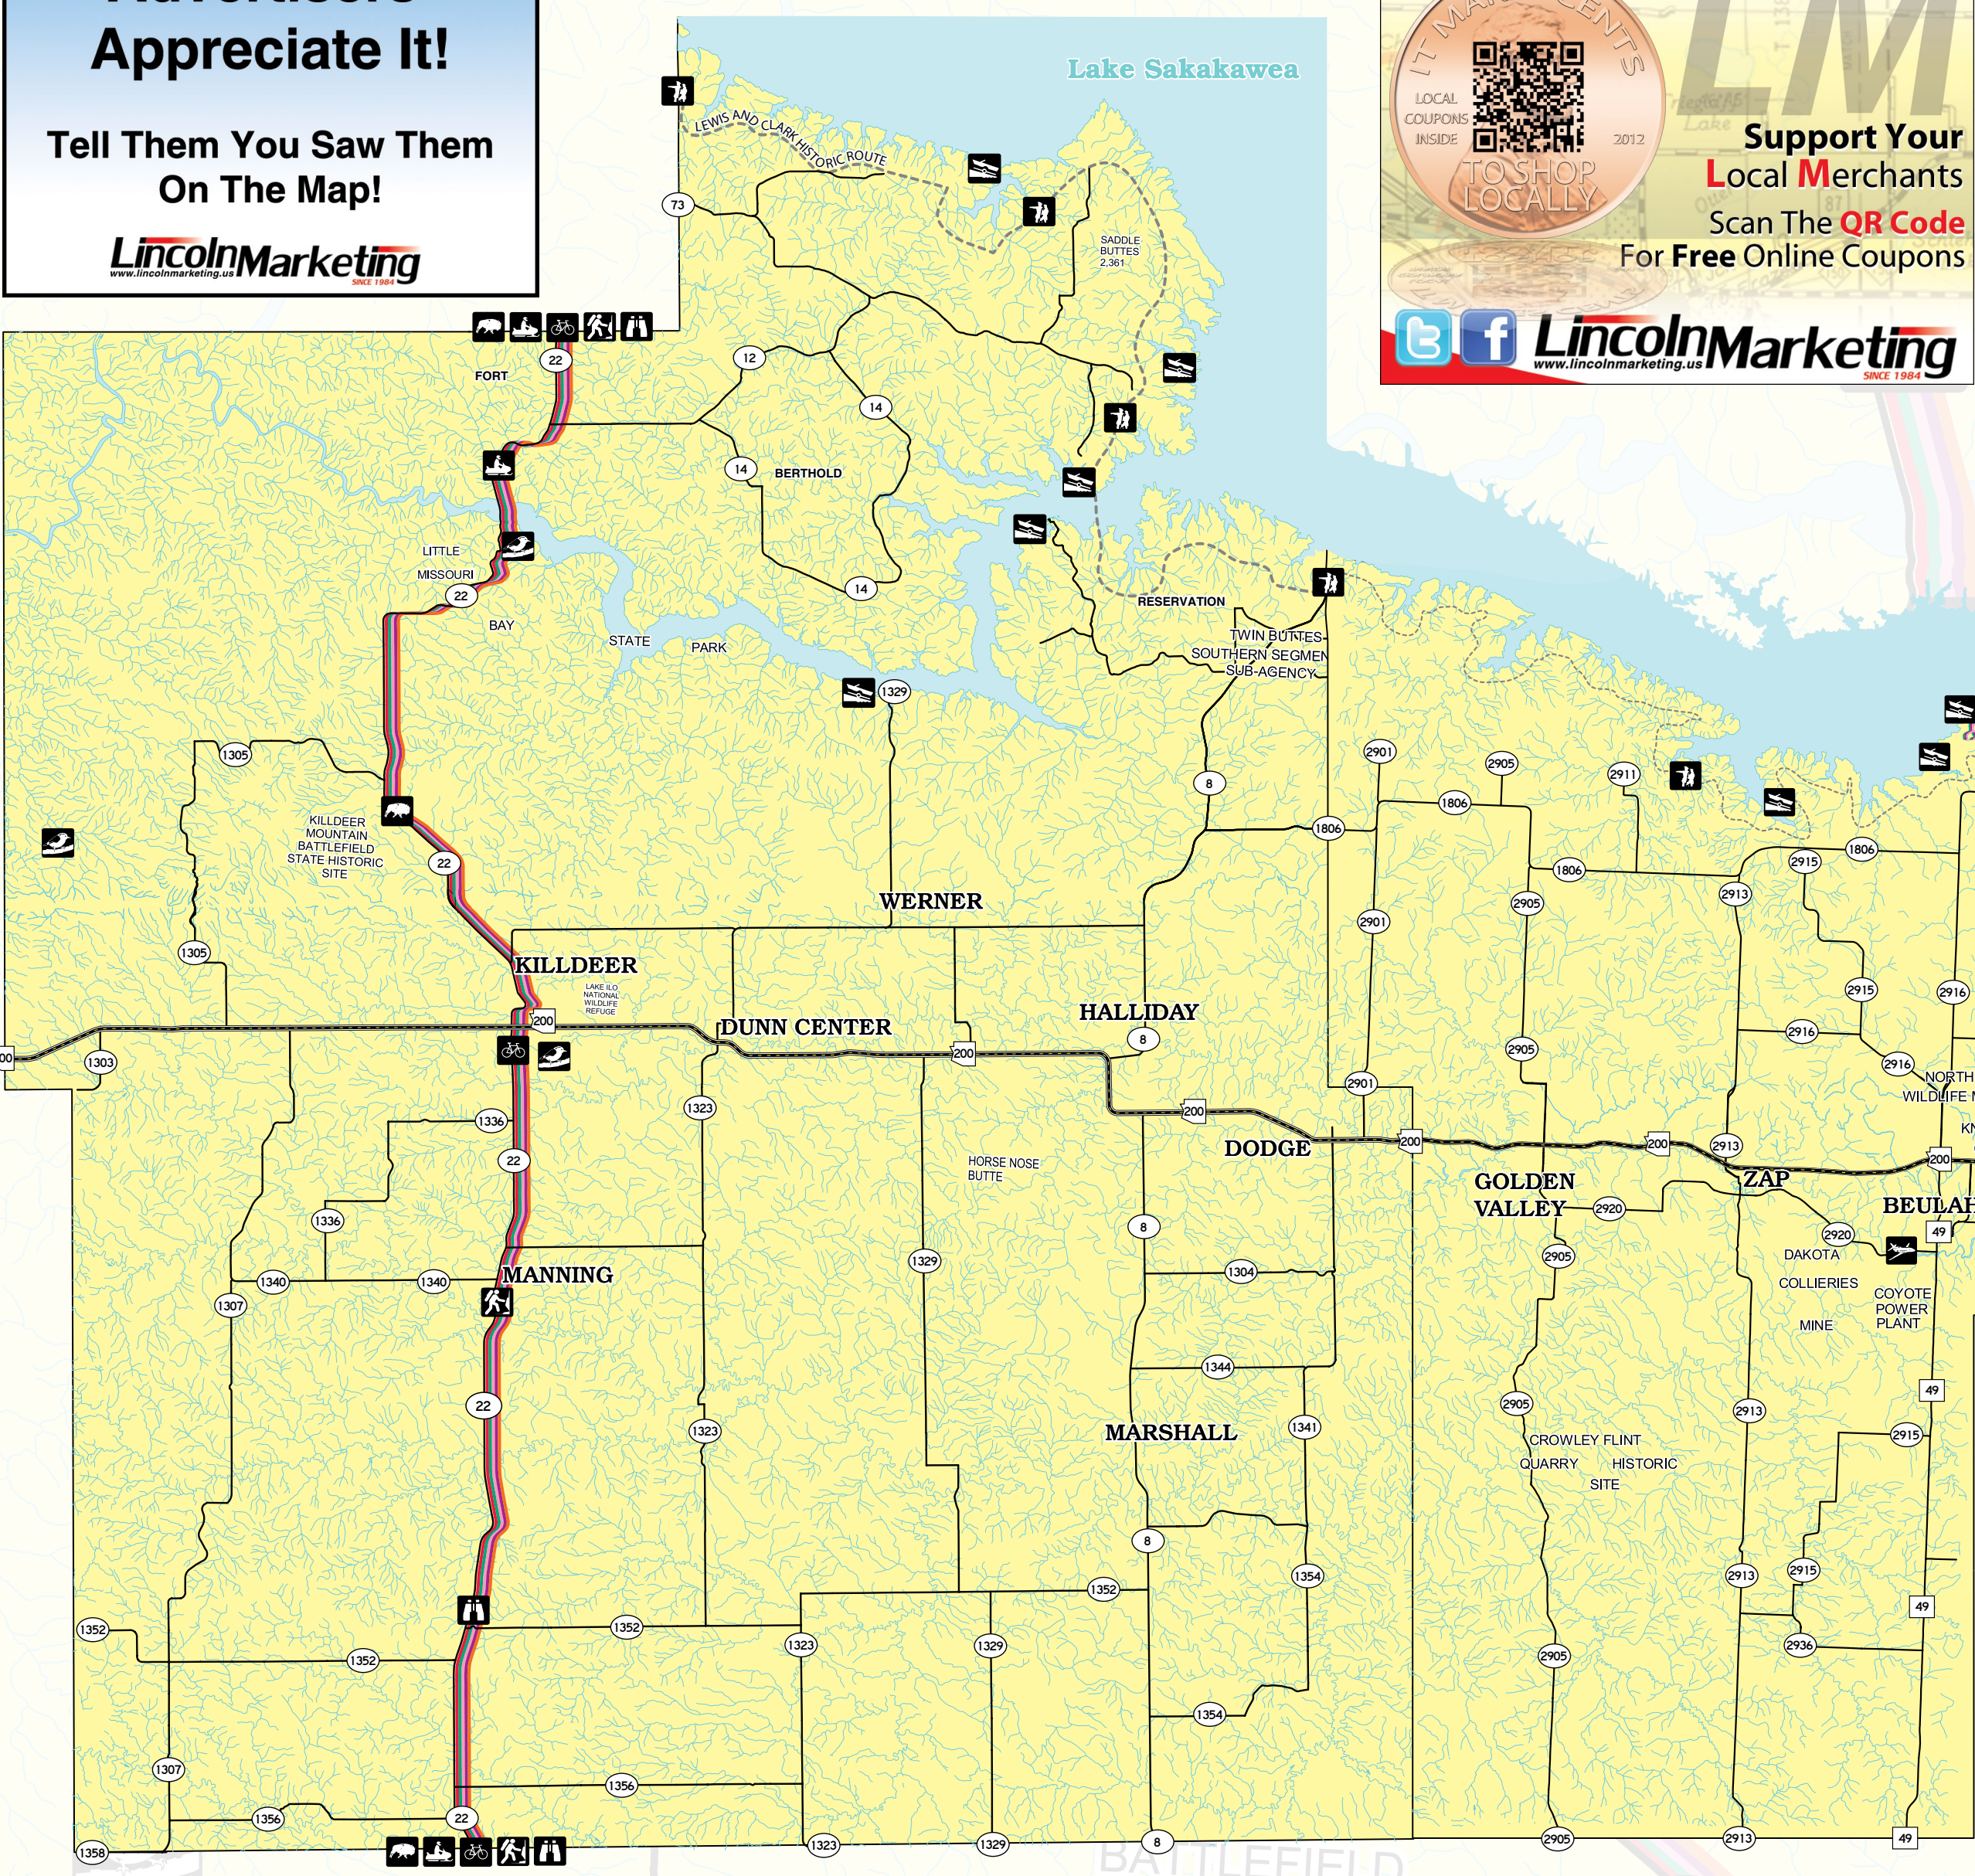 Appreciate It!
Tell Them You Saw Them
On The Map!
LincolnMarketing
www.lincolnmarketing.us
SINCE 1984
LOCAL
COUPONS
INSIDE
2012
TO SHOP
LOCALLY
LM
Support Your
Local Merchants
Scan The QR Code
For Free Online Coupons
LincolnMarketing
www.lincolnmarketing.us
SINCE 1984
Lake Sakakawea
LEWIS AND CLARK HISTORIC ROUTE
73
SADDLE
BUTTES
2,361
22
12
FORT
14
14
BERTHOLD
LITTLE
MISSOURI
22
14
BAY
STATE
PARK
RESERVATION
TWIN BUTTES
SOUTHERN SEGMEN
SUB-AGENCY
1329
1305
8
2901
2905
2911
1806
1806
KILLDEER
MOUNTAIN
BATTLEFIELD
STATE HISTORIC
SITE
22
1806
2915
1806
2913
WERNER
2905
2901
1305
KILLDEER
LAKE ILO
NATIONAL
WILDLIFE
REFUGE
2915
2916
200
DUNN CENTER
HALLIDAY
8
2916
2905
00
1303
200
2916
NORTH
WILDLIFE
2901
1323
200
1336
22
DODGE
200
200
2913
200
HORSE NOSE
BUTTE
GOLDEN
VALLEY
ZAP
BEULAH
2920
1336
8
2920
49
2905
DAKOTA
COLLIERIES
MINE
COYOTE
POWER
PLANT
1329
1304
1340
1340
MANNING
1307
1344
49
22
2905
2913
1323
MARSHALL
1341
2915
CROWLEY FLINT
QUARRY HISTORIC
SITE
8
1354
2913
2915
1352
49
1352
1352
1323
1329
2936
1352
2905
1354
1307
1356
1356
22
1358
1323
1329
8
2905
2913
49
BATTLEFIELD